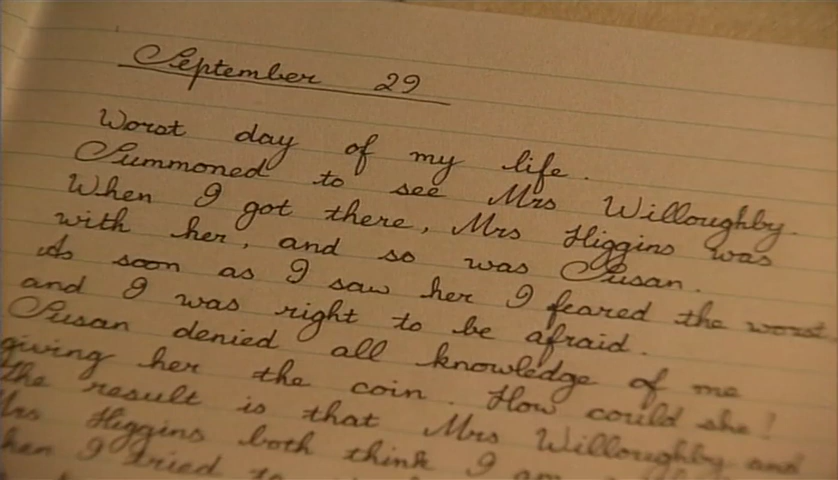 September 29
Worst day of my life.
Summoned to see Mrs Willoughby.
When I got there, Mrs Higgins was
with her, and so was Susan.
As soon as I saw her I feared the worst
and I was right to be afraid.
Susan denied all knowledge of me
giving her the coin. How could she!
the result is that Mrs Willoughby and
Mrs Higgins both think I am
when I tried to